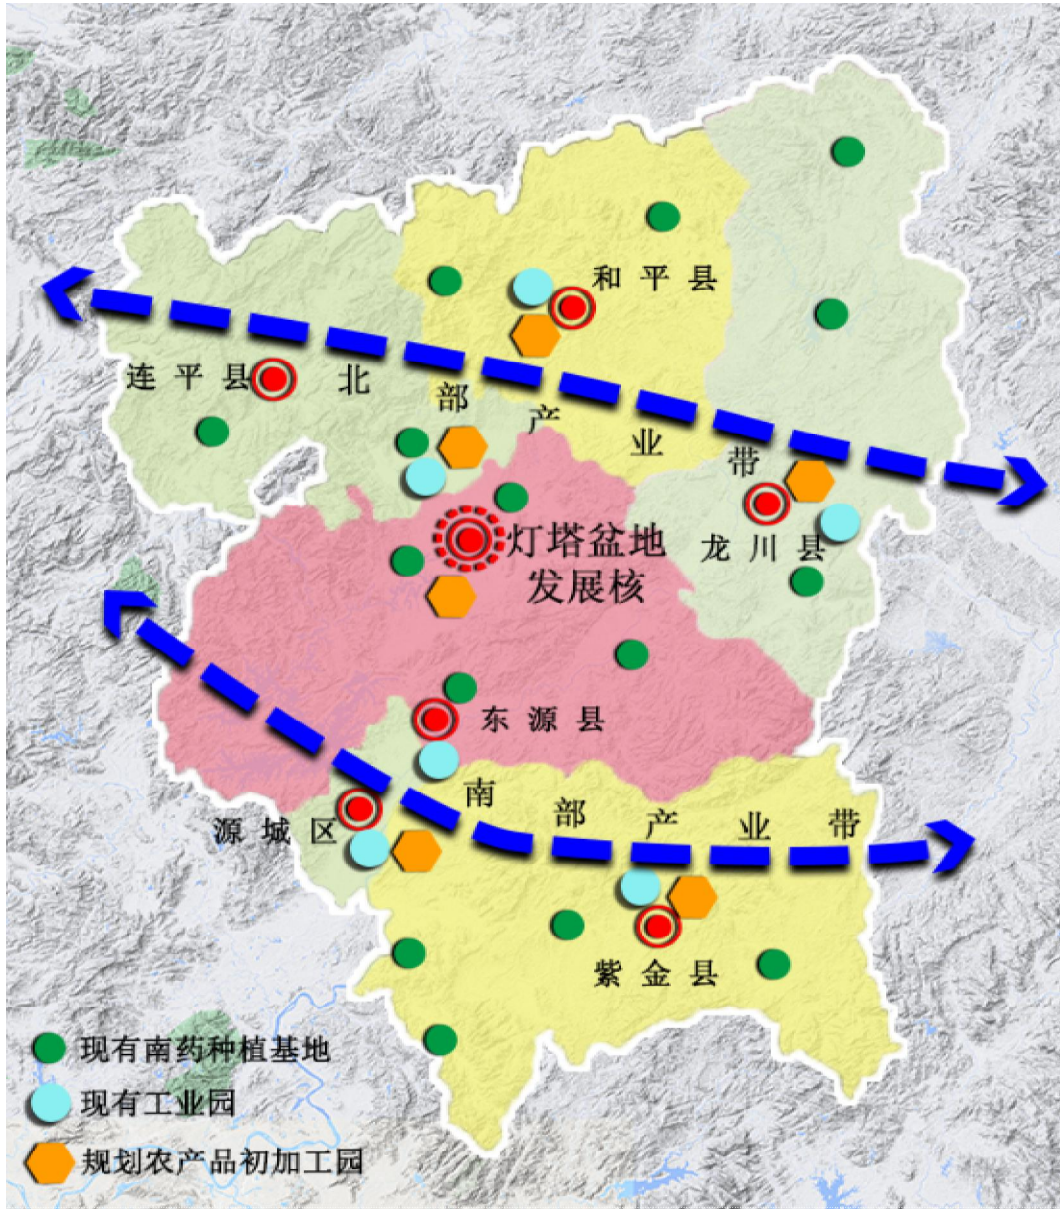 和平县
连平县
北部产业带
龙川县
灯塔盆地
发展核
东源县
南部产业带
源城区
紫金县
现有南药种植基地
现有工业园
规划农产品初加工园